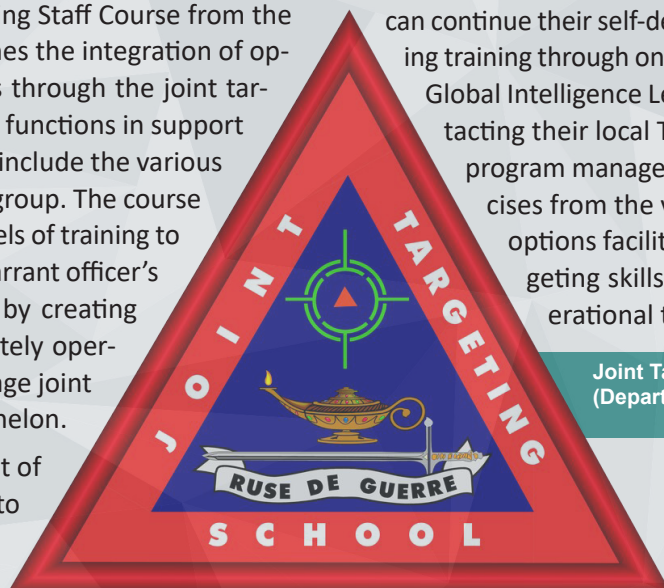 ing Staff Course from the
nes the integration of op-
s through the joint tar-
functions in support
include the various
group. The course
els of training to
arrant officer's
by creating
tely oper-
age joint
helon.
t of
to
can continue their self-de
ing training through on
Global Intelligence Le
tacting their local T
program manage
cises from the v
options facilit
geting skills
erational t
JOINT
TARGETING
RUSE DE GUERRE
SCHOOL
Joint Ta
(Depart